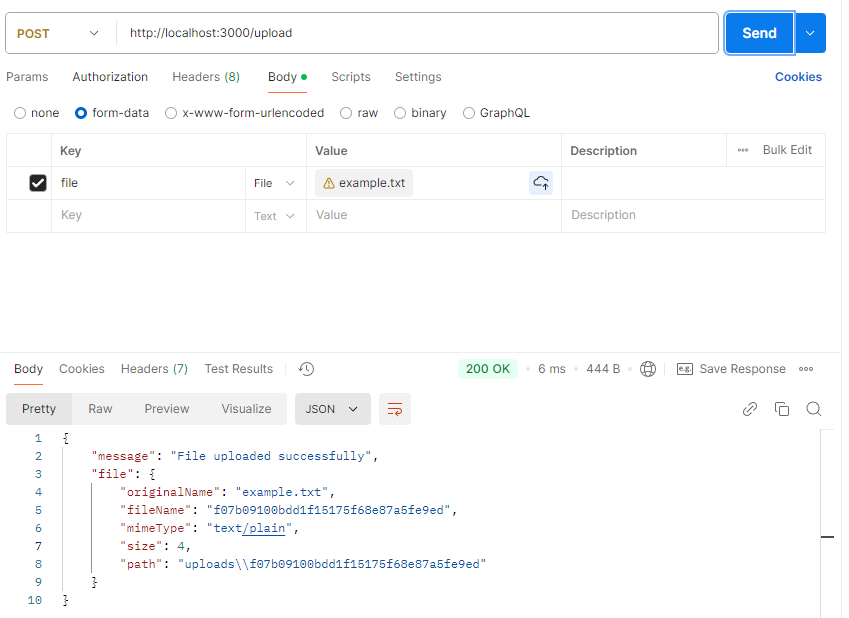 POST http://localhost:3000/upload Send
Params Authorization Headers (8) Body Scripts Settings Cookies
none form-data x-www-form-urlencoded raw binary GraphQL
Key Value Description Bulk Edit
file File example.txt
Key Text Value Description
Body Cookies Headers (7) Test Results 200 OK 6 ms 444 B e.g. Save Response
Pretty Raw Preview Visualize JSON
1 {
2 "message": "File uploaded successfully",
3 "file": {
4 "originalName": "example.txt",
5 "fileName": "f07b09100bdd1f15175f68e87a5fe9ed",
6 "mimeType": "text/plain",
7 "size": 4,
8 "path": "uploads\\f07b09100bdd1f15175f68e87a5fe9ed"
9 }
10 }